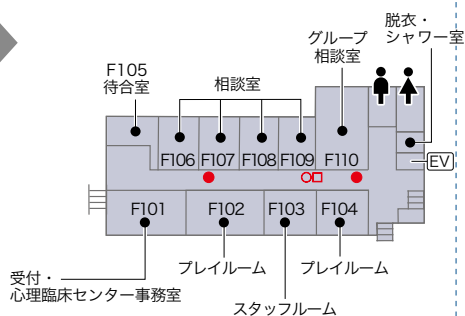 脱衣・
シャワー室
グループ
相談室
F105
待合室
相談室
F106
F107
F108
F109
F110
EV
F101
F102
F103
F104
受付・
心理臨床センター事務室
プレイルーム
スタッフルーム
プレイルーム